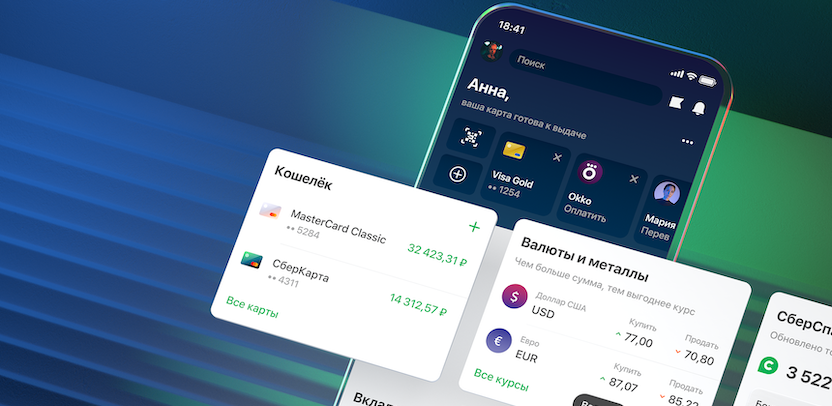 18:41
Поиск
Анна,
ваша карта готова к выдаче
Visa Gold
•• 1254
Okko
Оплатить
Мария
Перев
Кошелёк
MasterCard Classic
•• 5284
32 423,31 ₽
СберКарта
•• 4311
14 312,57 ₽
Все карты
Валюты и металлы
Чем больше сумма, тем выгоднее курс
Доллар США
USD
Купить
77,00
Продать
70,80
Евро
EUR
Купить
87,07
Продать
85,22
Все курсы
СберСпа
Обновлено то
3 522
Вклад